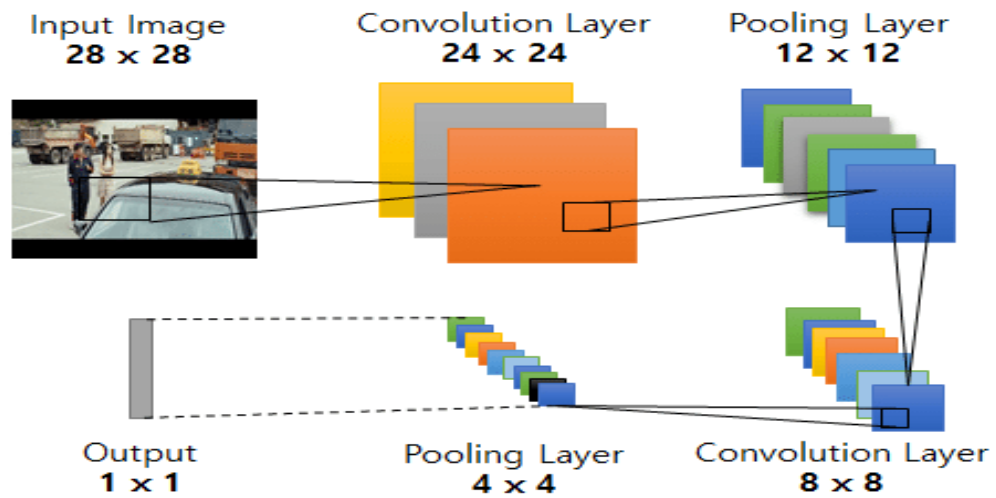 Input Image
28 x 28
Convolution Layer
24 x 24
Pooling Layer
12 x 12
Output
1 x 1
Pooling Layer
4 x 4
Convolution Layer
8 x 8